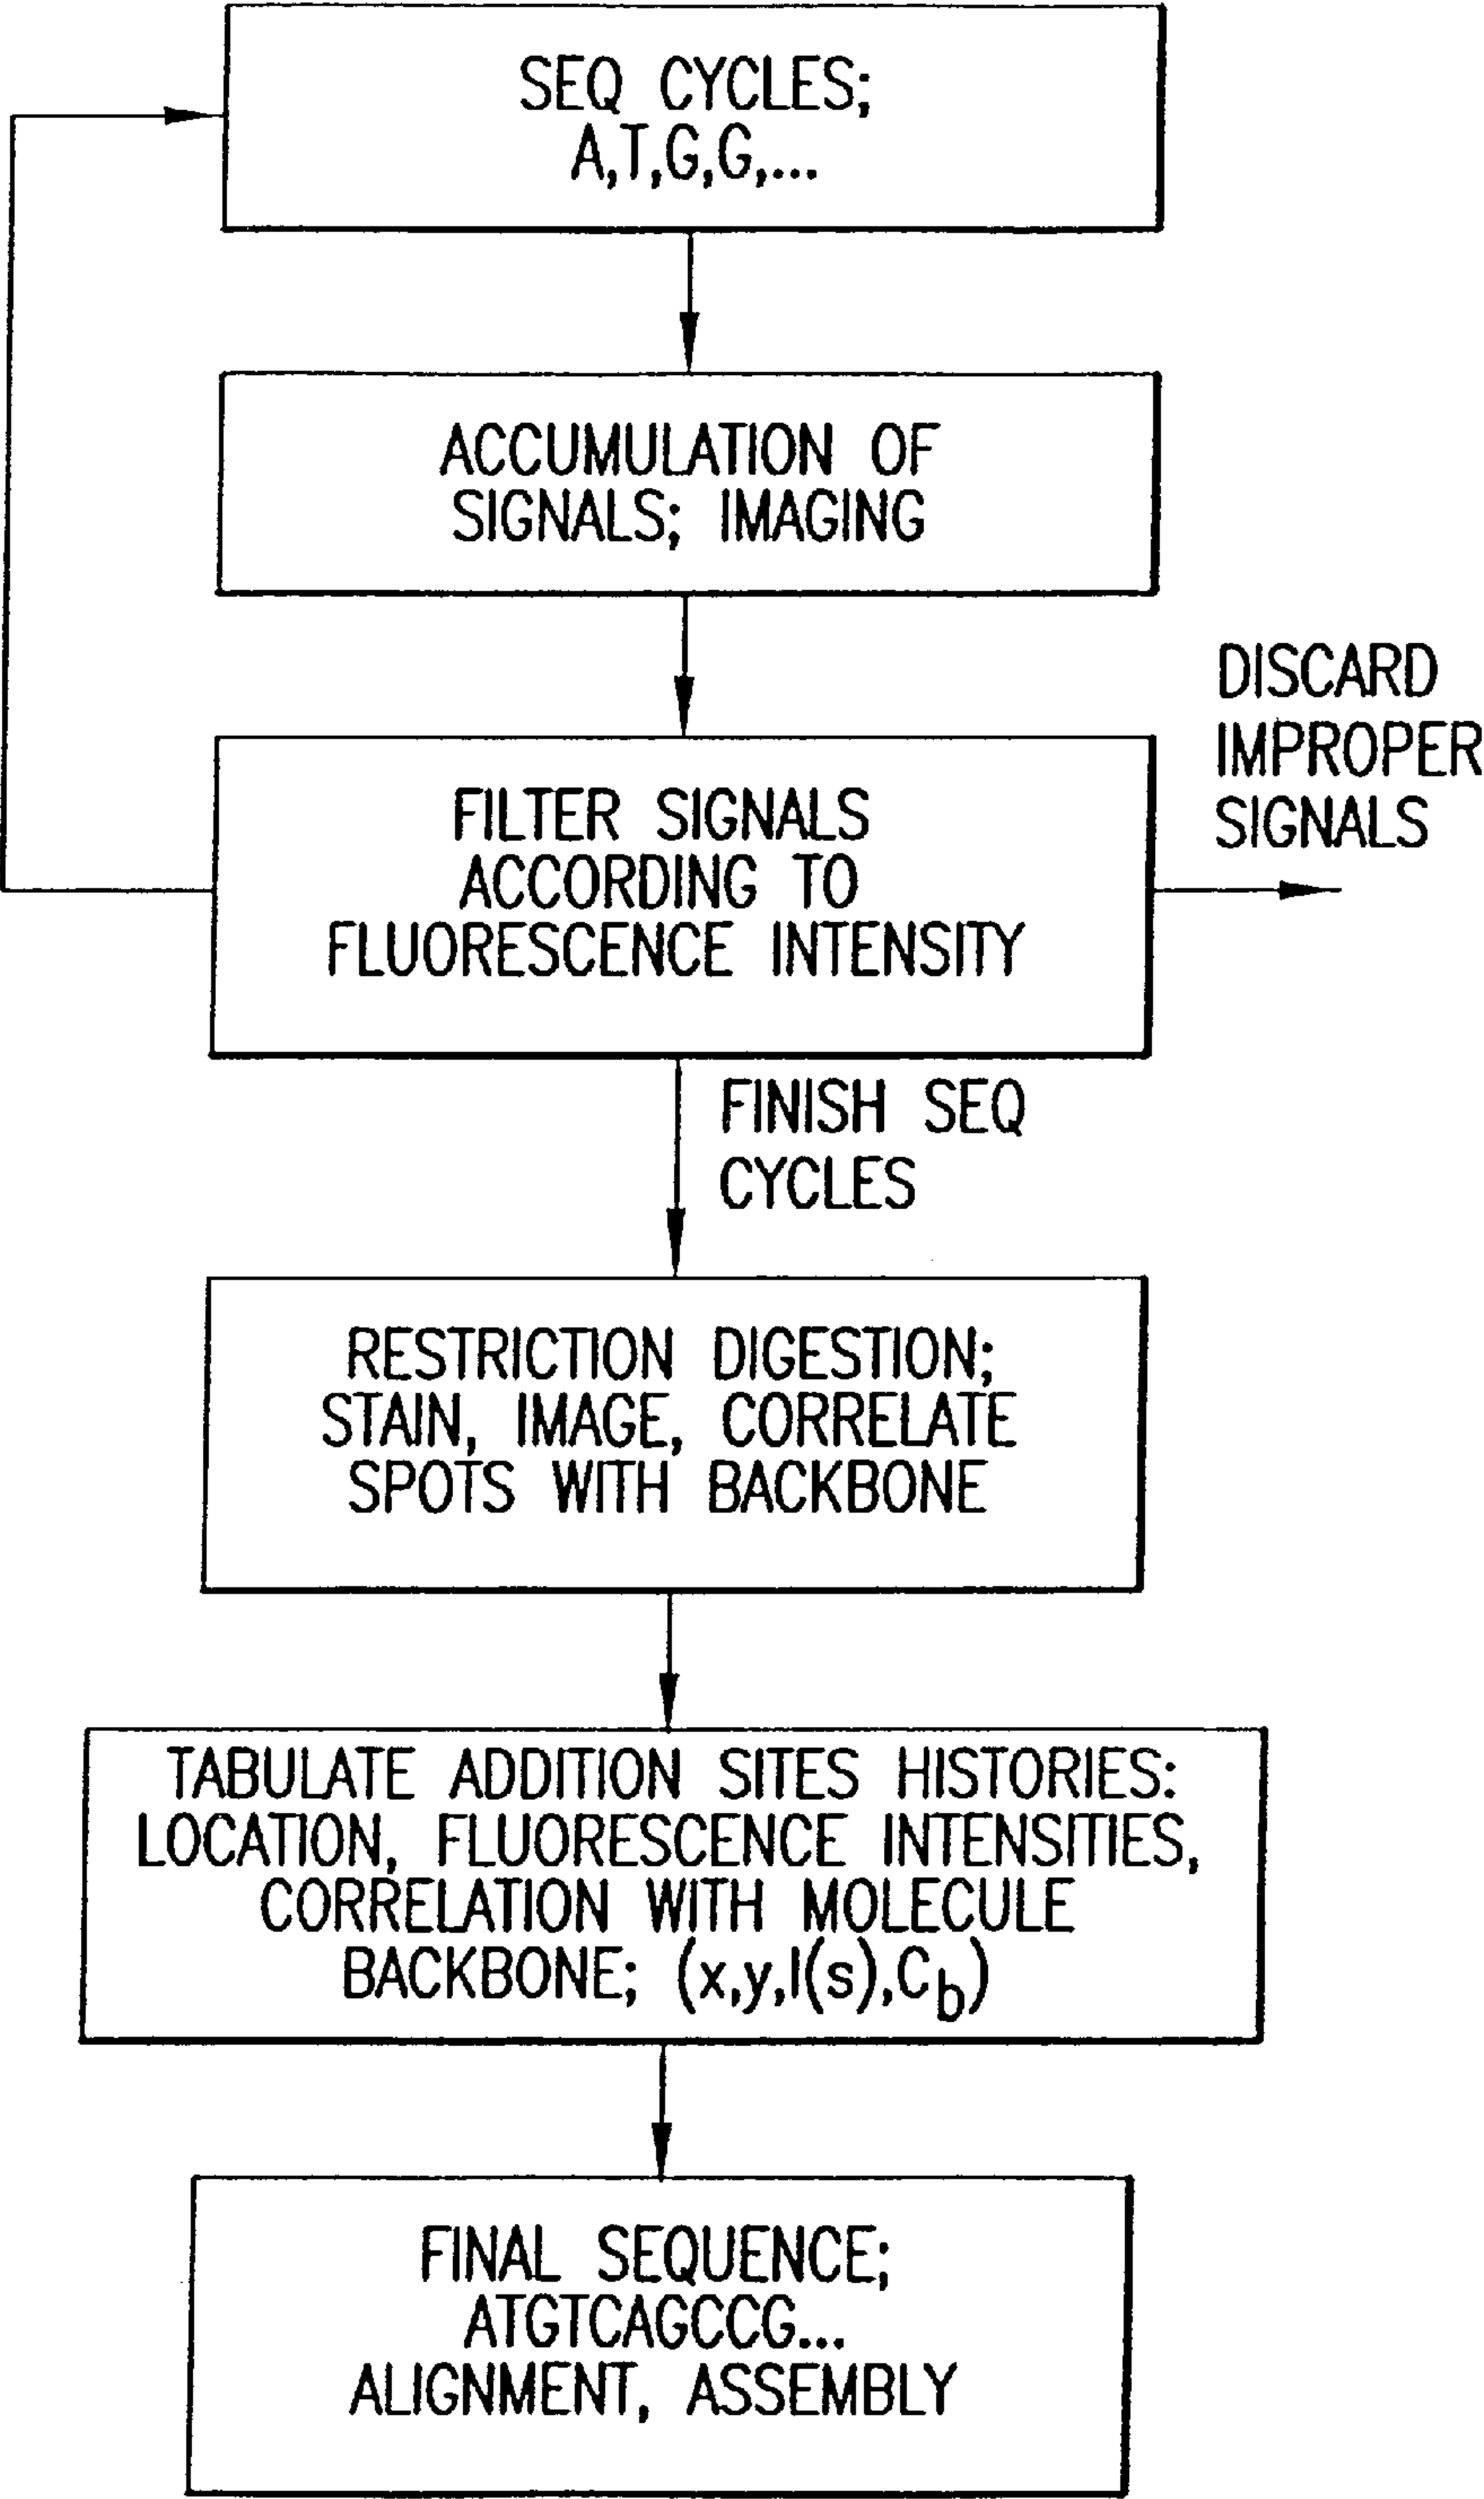 SEQ CYCLES;
A,T,G,G,...
ACCUMULATION OF
SIGNALS; IMAGING
DISCARD
IMPROPER
SIGNALS
FILTER SIGNALS
ACCORDING TO
FLUORESCENCE INTENSITY
FINISH SEQ
CYCLES
RESTRICTION DIGESTION;
STAIN, IMAGE, CORRELATE
SPOTS WITH BACKBONE
TABULATE ADDITION SITES HISTORIES:
LOCATION, FLUORESCENCE INTENSITIES,
CORRELATION WITH MOLECULE
BACKBONE; (x,y,I(s),Cb)
FINAL SEQUENCE;
ATGTCAGCCG...
ALIGNMENT, ASSEMBLY